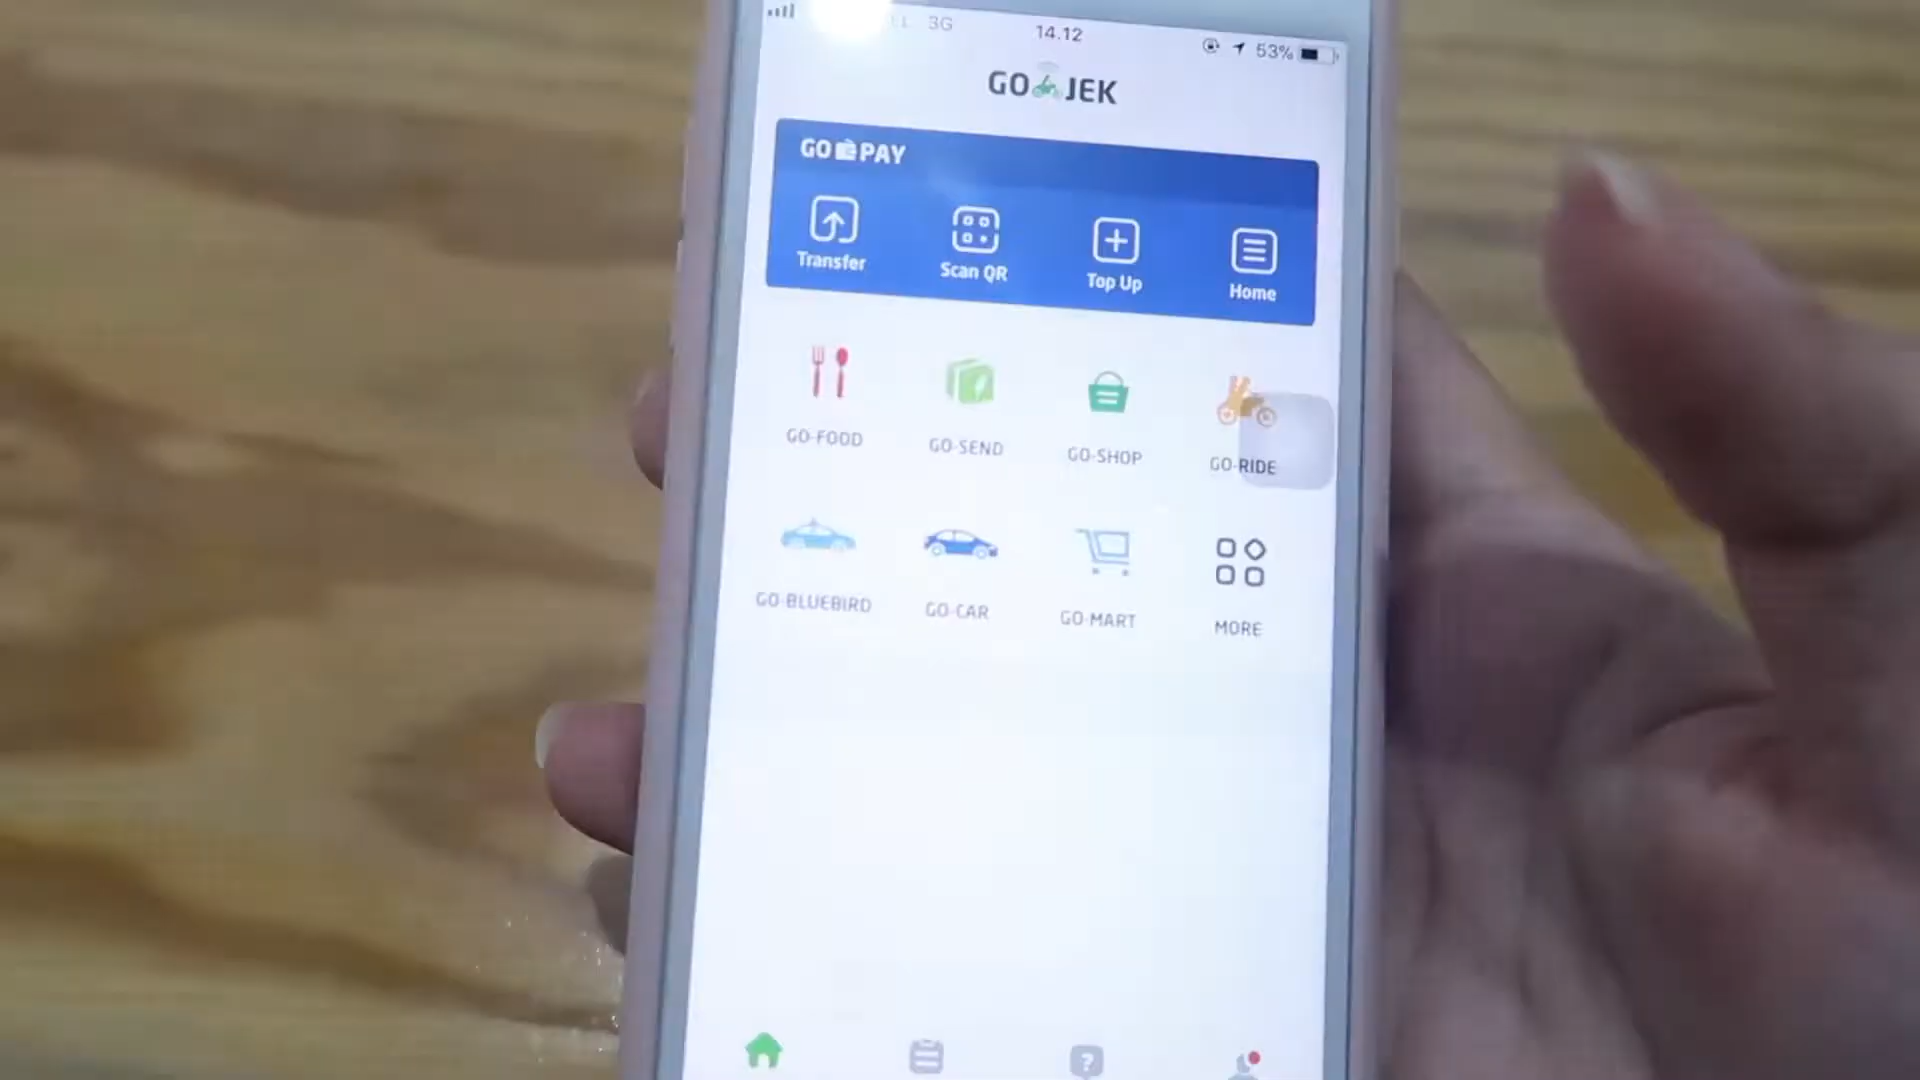 3G
14.12
53%
GO JEK
GO PAY
Transfer Scan QR Top Up Home
GO-FOOD GO-SEND GO-SHOP GO-RIDE
GO-BLUEBIRD GO-CAR GO-MART MORE
?